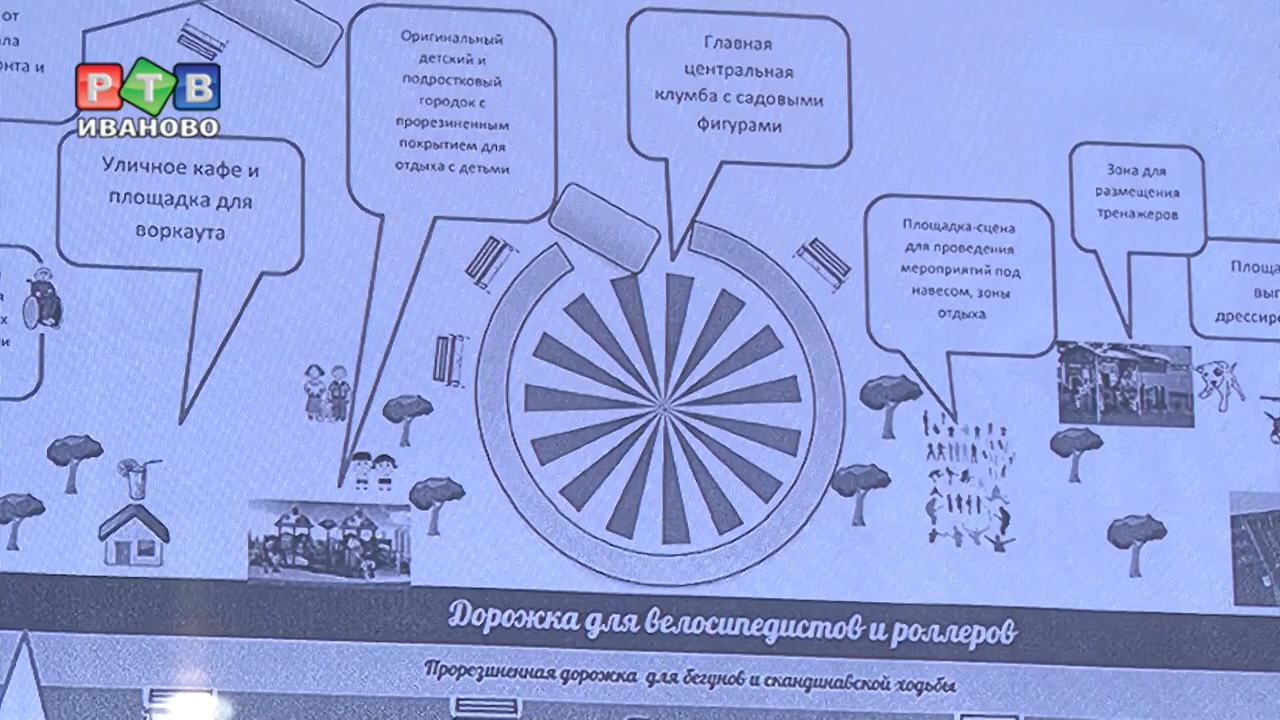 от
РТВ
ИВАНОВО
Уличное кафе и
площадка для
воркаута
Оригинальный
детский и
подростковый
городок с
прорезиненным
покрытием для
отдыха с детьми
Главная
центральная
клумба с садовыми
фигурами
Площадка-сцена
для проведения
мероприятий под
навесом, зоны
отдыха
Зона для
размещения
тренажеров
Дорожка для велосипедистов и роллеров
Прорезиненная дорожка для бегунов и скандинавской ходьбы